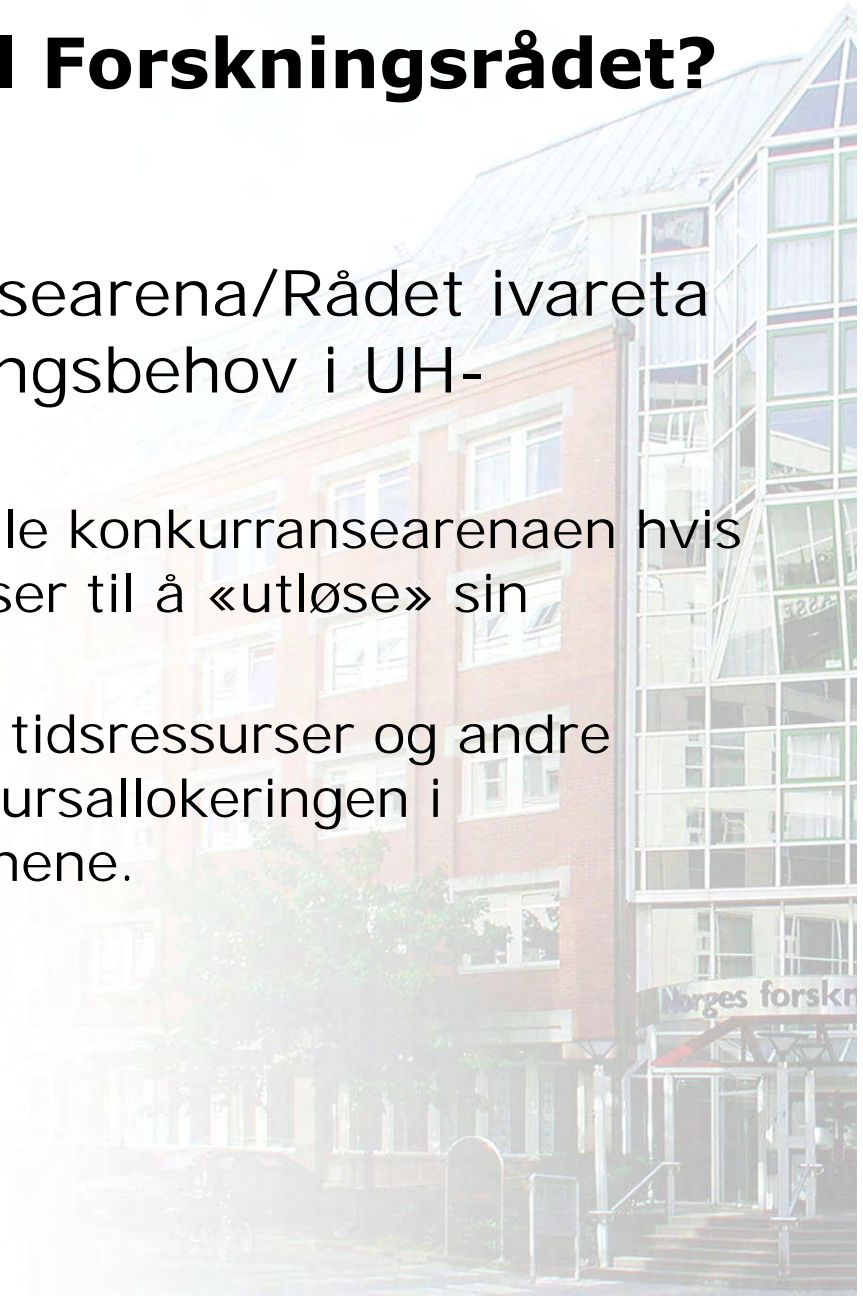 l Forskningsrådet?
searena/Rådet ivareta
ngsbehov i UH-
le konkurransearenaen hvis
ser til å «utløse» sin
tidsressurser og andre
ursallokeringen i
nene.
Norges forskn